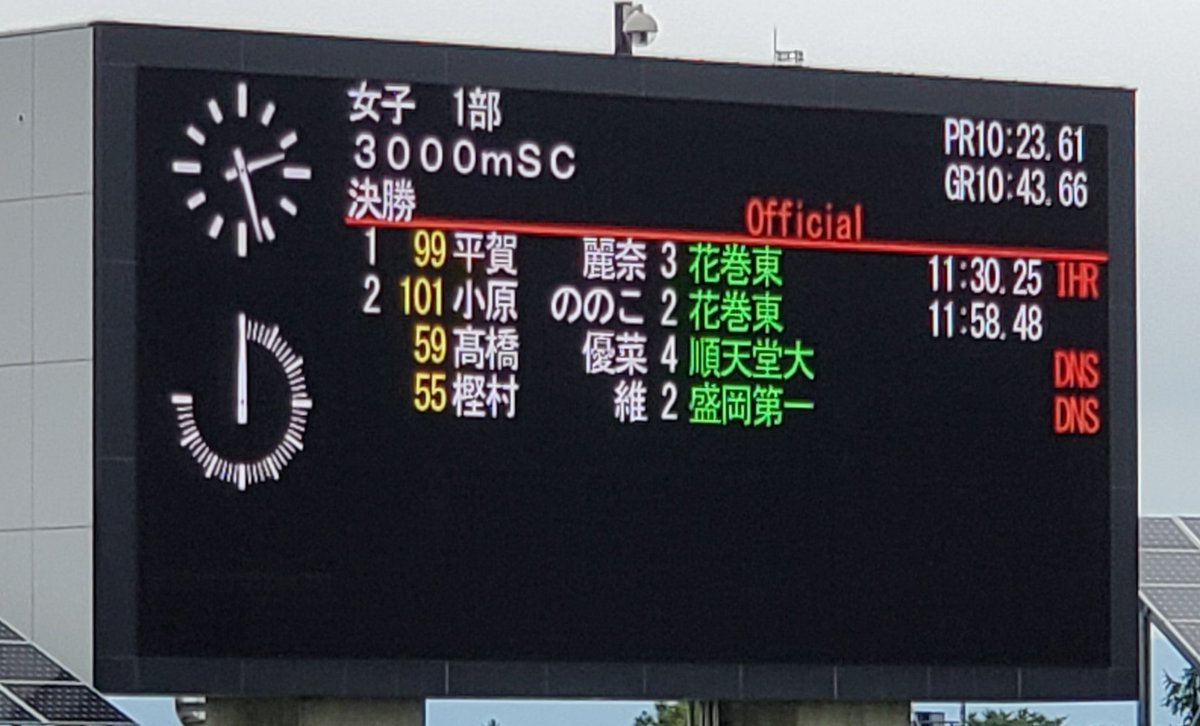 女子 1部
3000mSC
決勝
PR10:23.61
GR10:43.66
Official
1 99 平賀 麗奈 3 花巻東 11:30.25 IHR
2 101 小原 ののこ 2 花巻東 11:58.48
59 髙橋 優菜 4 順天堂大 DNS
55 樫村 維 2 盛岡第一 DNS